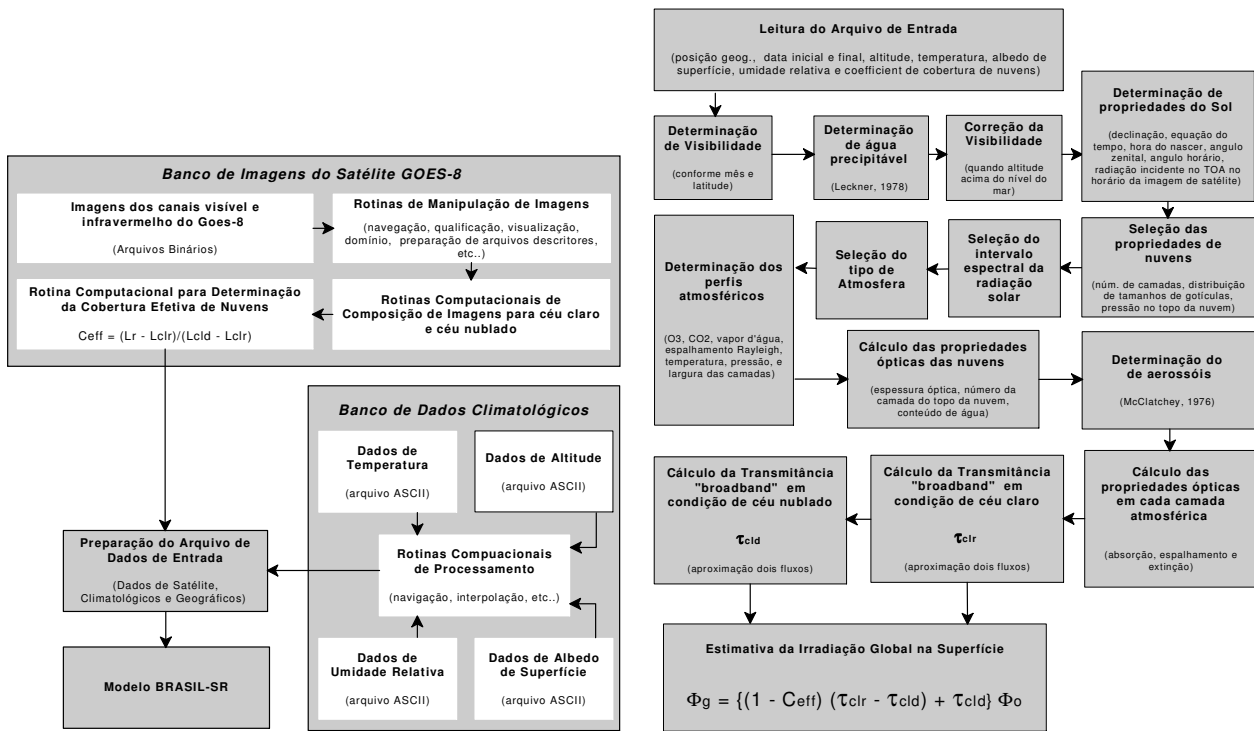 Banco de Imagens do Satélite GOES-8
Imagens dos canais visível e
infravermelho do Goes-8
(Arquivos Binários)
Rotinas de Manipulação de Imagens
(navegação, qualificação, visualização,
domínio, preparação de arquivos descritores,
etc..)
Rotina Computacional para Determinação
da Cobertura Efetiva de Nuvens
Ceff = (Lr - Lclr)/(Lcld - Lclr)
Rotinas Computacionais de
Composição de Imagens para céu claro
e céu nublado
Banco de Dados Climatológicos
Dados de
Temperatura
(arquivo ASCII)
Dados de Altitude
(arquivo ASCII)
Rotinas Compuacionais
de Processamento
(navegação, interpolação, etc..)
Dados de
Umidade Relativa
(arquivo ASCII)
Dados de Albedo
de Superfície
(arquivo ASCII)
Preparação do Arquivo de
Dados de Entrada
(Dados de Satélite,
Climatológicos e Geográficos)
Modelo BRASIL-SR
Leitura do Arquivo de Entrada
(posição geog., data inicial e final, altitude, temperatura, albedo de
superfície, umidade relativa e coefficient de cobertura de nuvens)
Determinação
de Visibilidade
(conforme mês e
latitude)
Determinação
de água
precipitável
(Leckner, 1978)
Correção da
Visibilidade
(quando altitude
acima do nível do
mar)
Determinação de
propriedades do Sol
(declinação, equação do
tempo, hora do nascer, angulo
zenital, angulo horário,
radiação incidente no TOA no
horário da imagem de satélite)
Determinação dos
perfis
atmosféricos
(O3, CO2, vapor d'água,
espalhamento Rayleigh,
temperatura, pressão, e
largura das camadas)
Seleção do
tipo de
Atmosfera
Seleção do
intervalo
espectral da
radiação
solar
Seleção das
propriedades de
nuvens
(núm. de camadas, distribuição
de tamanhos de gotículas,
pressão no topo da nuvem)
Cálculo das propriedades
ópticas das nuvens
(espessura óptica, número da
camada do topo da nuvem,
conteúdo de água)
Determinação do
de aerossóis
(McClatchey, 1976)
Cálculo da Transmitância
"broadband" em
condição de céu nublado
τcld
(aproximação dois fluxos)
Cálculo da Transmitância
"broadband" em
condição de céu claro
τclr
(aproximação dois fluxos)
Cálculo das
propriedades ópticas
em cada camada
atmosférica
(absorção, espalhamento e
extinção)
Estimativa da Irradiação Global na Superfície
Φg = {(1 - Ceff) (τclr - τcld) + τcld} Φo